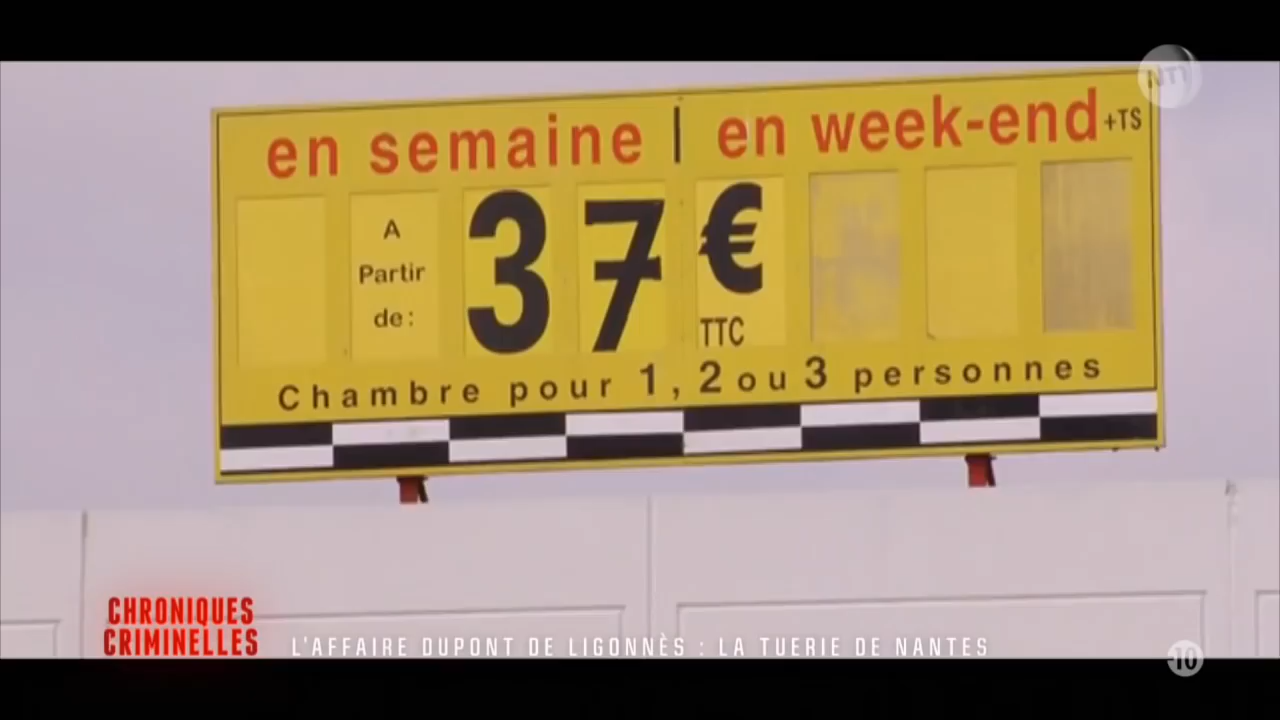 NT1
en semaine | en week-end +TS
A
Partir
de:
37 €
TTC
Chambre pour 1, 2 ou 3 personnes
CHRONIQUES
CRIMINELLES
L'AFFAIRE DUPONT DE LIGONNÈS : LA TUERIE DE NANTES
-10